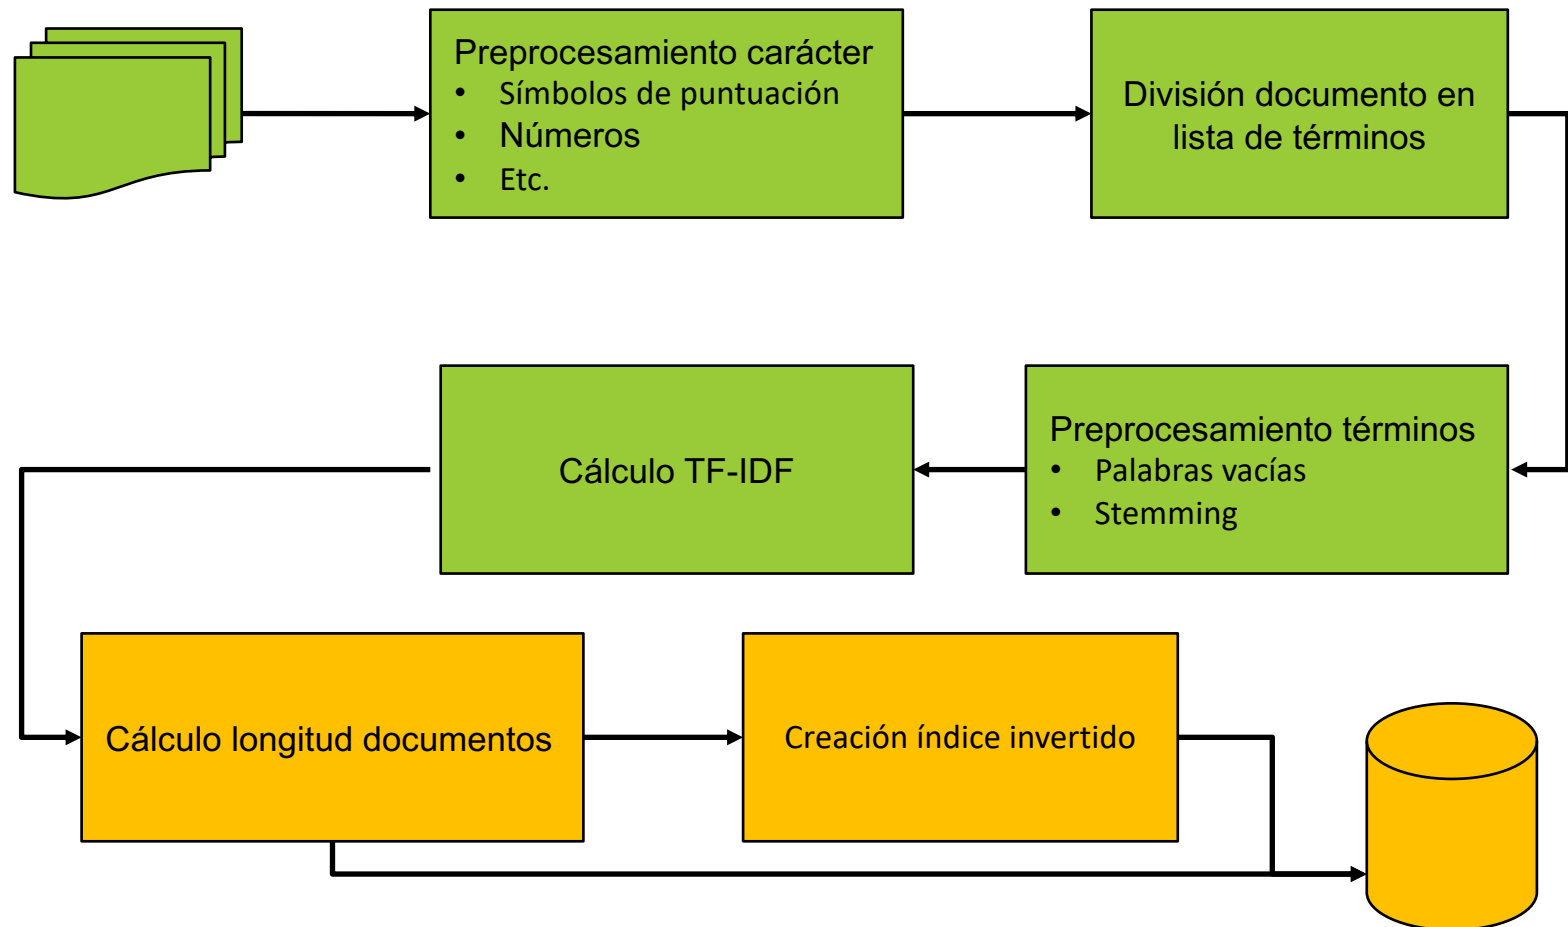 Preprocesamiento carácter
• Símbolos de puntuación
• Números
• Etc.
División documento en
lista de términos
Cálculo TF-IDF
Preprocesamiento términos
• Palabras vacías
• Stemming
Cálculo longitud documentos
Creación índice invertido